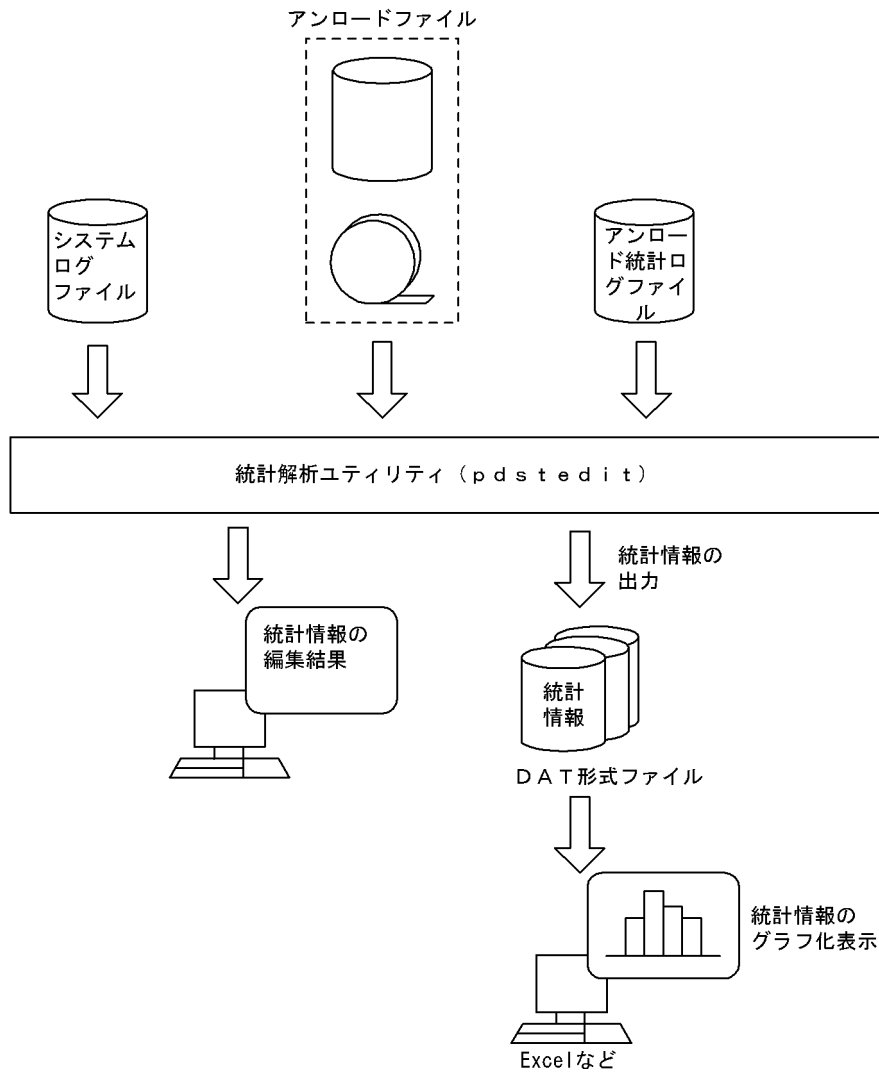 アンロードファイル
システム
ログ
ファイル
アンロー
ド統計ロ
グファイ
ル
統計解析ユティリティ（ｐｄｓｔｅｄｉｔ）
統計情報の
出力
統計情報の
編集結果
統計
情報
ＤＡＴ形式ファイル
統計情報の
グラフ化表示
Excelなど